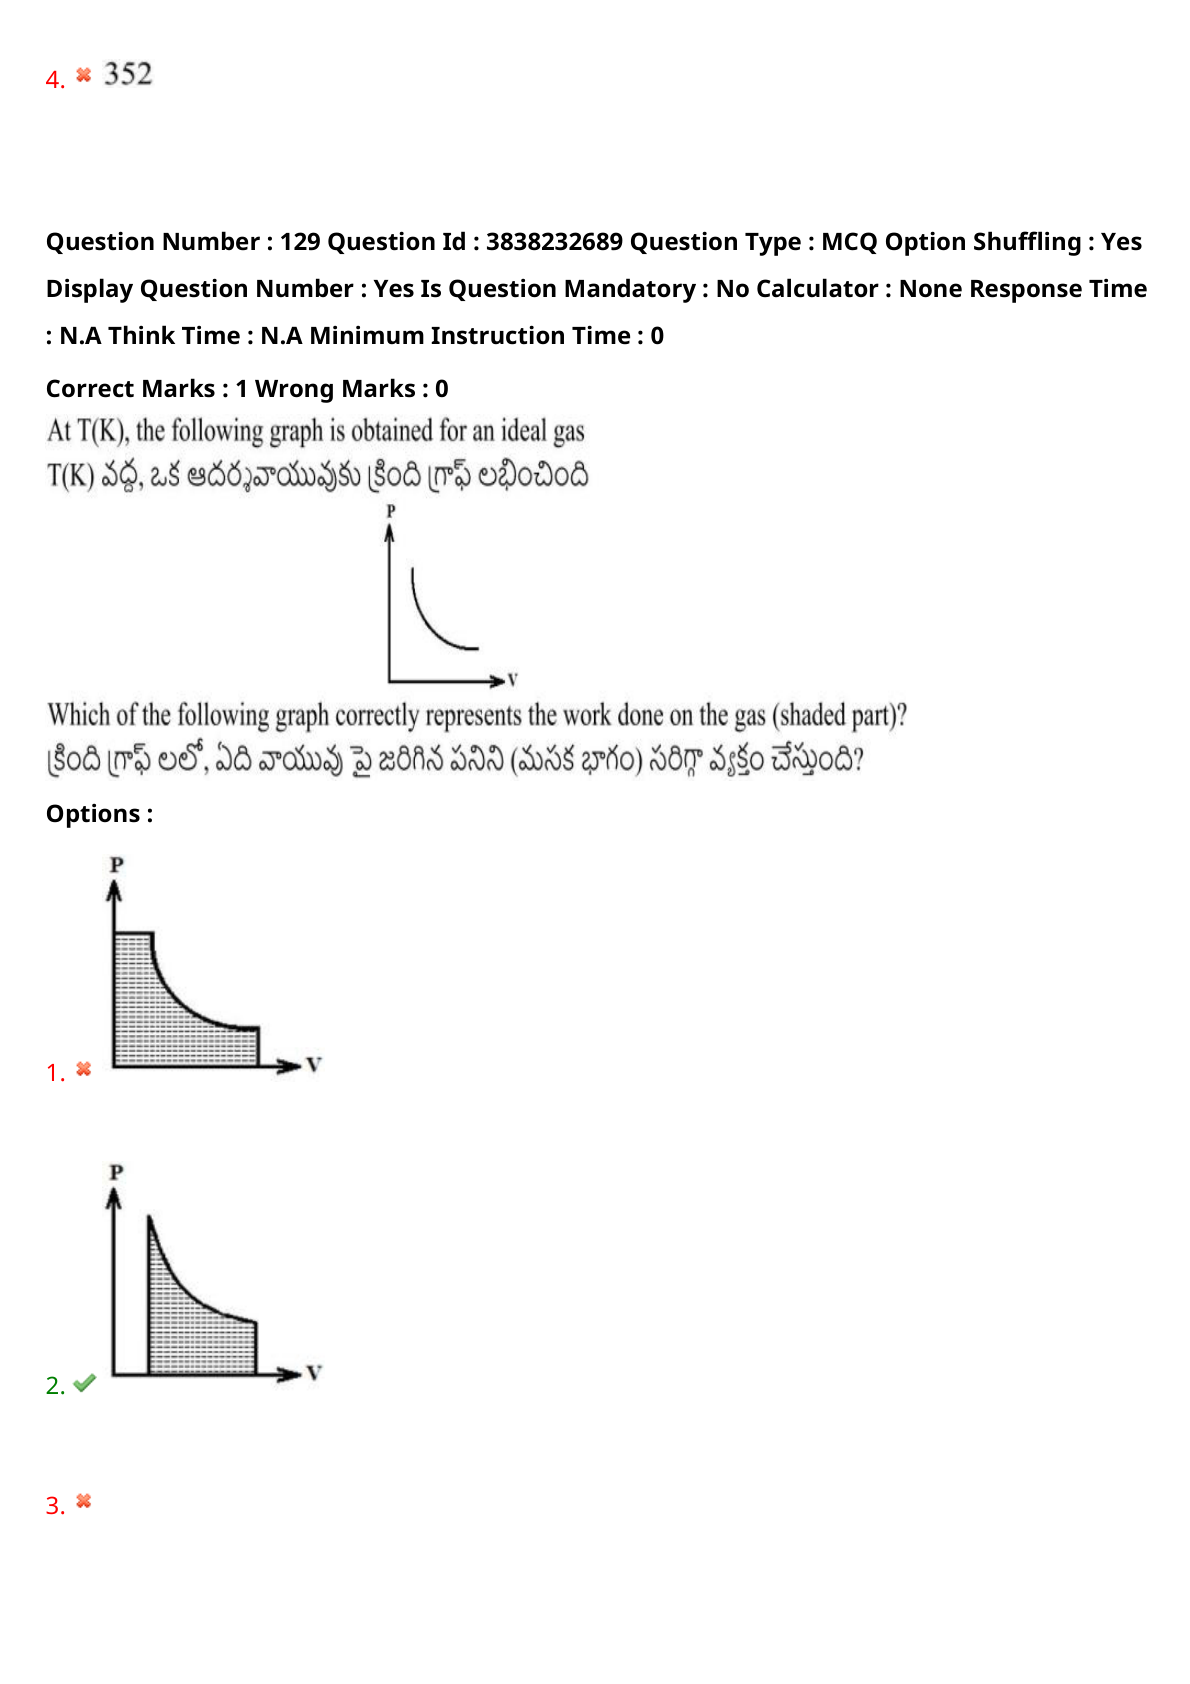 4. 352
Question Number : 129 Question Id : 3838232689 Question Type : MCQ Option Shuffling : Yes
Display Question Number : Yes Is Question Mandatory : No Calculator : None Response Time
: N.A Think Time : N.A Minimum Instruction Time : 0
Correct Marks : 1 Wrong Marks : 0
At T(K), the following graph is obtained for an ideal gas
T(K) వద్ద, ఒక ఆదర్శవాయువుకు క్రింది గ్రాఫ్ లభించింది
P
V
Which of the following graph correctly represents the work done on the gas (shaded part)?
క్రింది గ్రాఫ్ లలో, ఏది వాయువు పై జరిగిన పనిని (మసక భాగం) సరిగ్గా వ్యక్తం చేస్తుంది?
Options :
P
V
1.
P
V
2.
3.